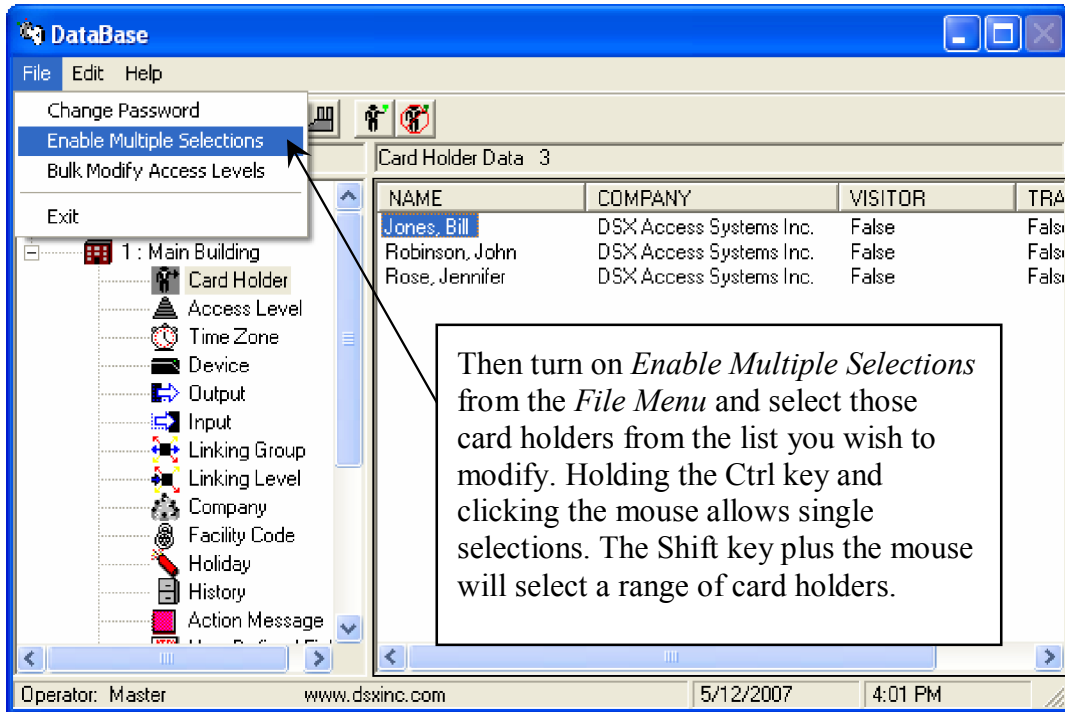 DataBase
File Edit Help
Change Password
Enable Multiple Selections
Bulk Modify Access Levels
Exit
Card Holder Data 3
NAME COMPANY VISITOR TRA
Jones, Bill DSX Access Systems Inc. False Fals
Robinson, John DSX Access Systems Inc. False Fals
Rose, Jennifer DSX Access Systems Inc. False Fals
1 : Main Building
Card Holder
Access Level
Time Zone
Device
Output
Input
Linking Group
Linking Level
Company
Facility Code
Holiday
History
Action Message
Then turn on Enable Multiple Selections
from the File Menu and select those
card holders from the list you wish to
modify. Holding the Ctrl key and
clicking the mouse allows single
selections. The Shift key plus the mouse
will select a range of card holders.
Operator: Master www.dsxinc.com 5/12/2007 4:01 PM